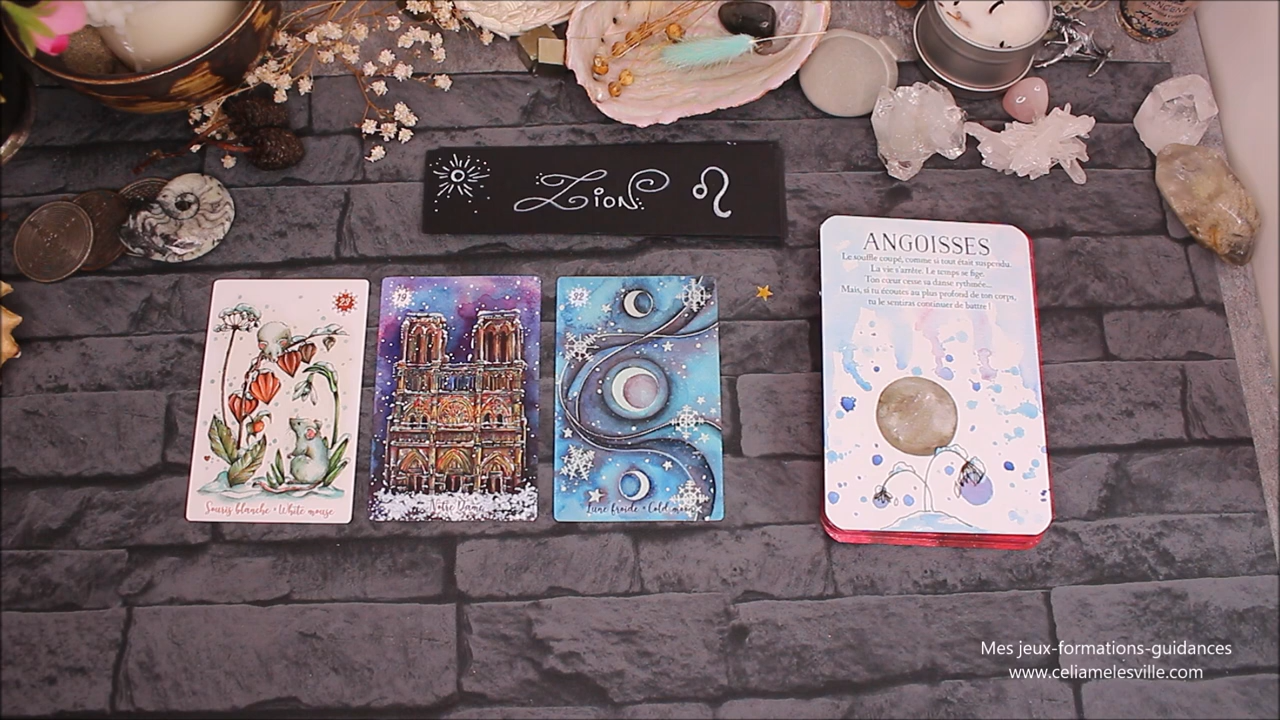 Lion
ANGOISSES
Le souffle coupé, comme si tout était suspendu.
La vie s'arrête. Le temps se fige.
Ton cœur cesse sa danse rythmée...
Mais, si tu écoutes au plus profond de ton corps,
tu le sentiras continuer de battre !
Souris blanche • White mouse
Notre Dame
Lune froide • Cold moon
Mes jeux-formations-guidances
www.celiamelesville.com